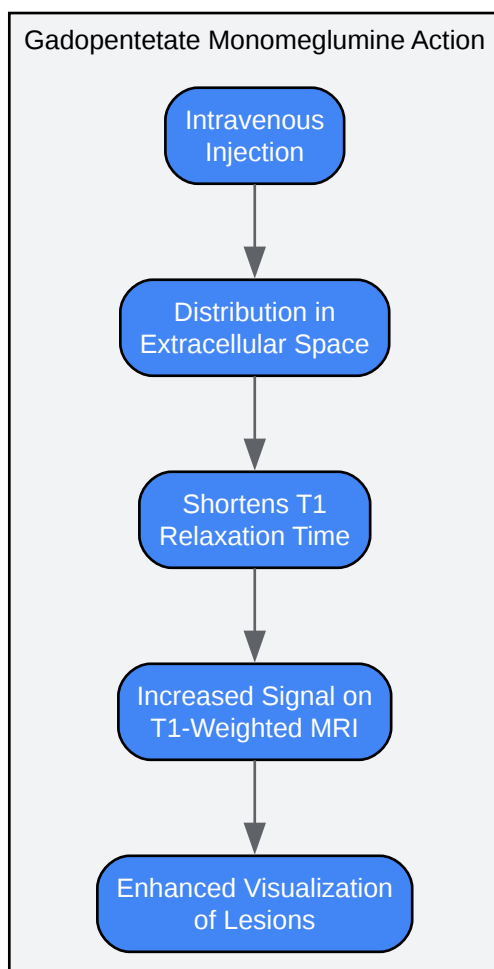 Gadopentetate Monomeglumine Action
Intravenous
Injection
Distribution in
Extracellular Space
Shortens T1
Relaxation Time
Increased Signal on
T1-Weighted MRI
Enhanced Visualization
of Lesions